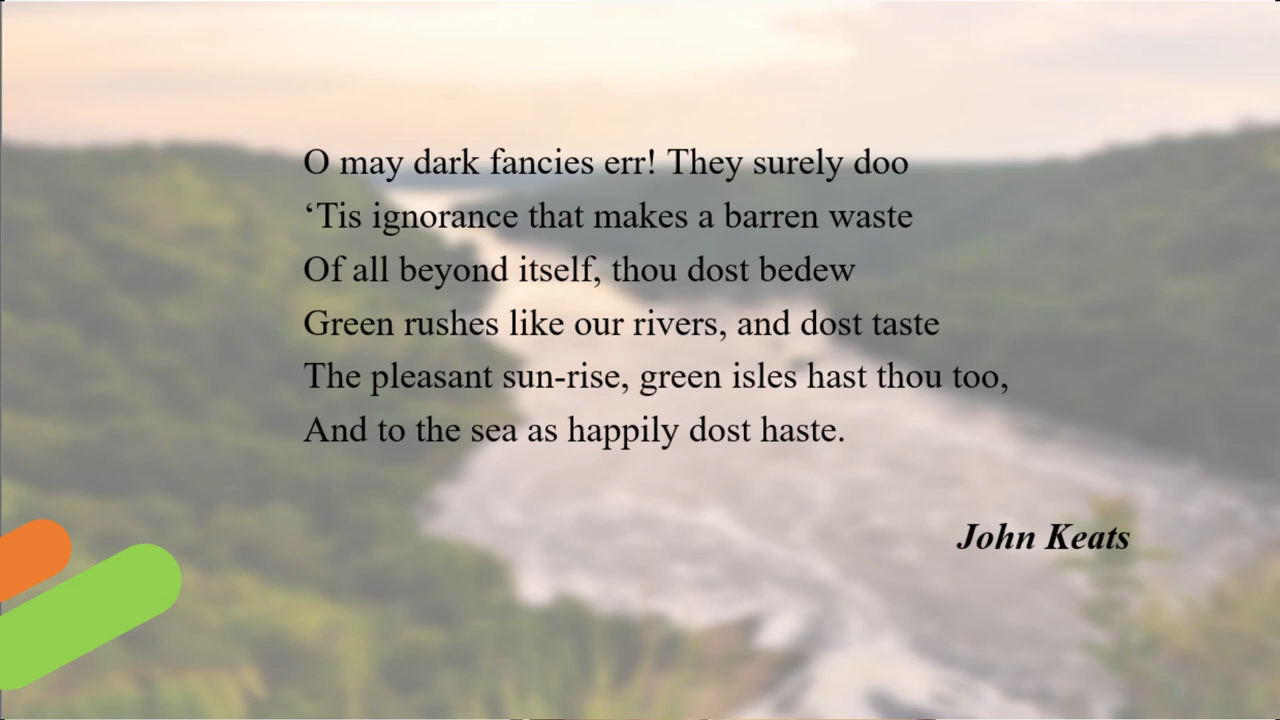 O may dark fancies err! They surely doo
‘Tis ignorance that makes a barren waste
Of all beyond itself, thou dost bedew
Green rushes like our rivers, and dost taste
The pleasant sun-rise, green isles hast thou too,
And to the sea as happily dost haste.
John Keats